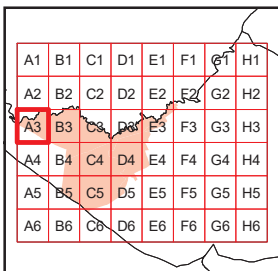 A1 B1 C1 D1 E1 F1 G1 H1
A2 B2 C2 D2 E2 F2 G2 H2
A3 B3 C3 D3 E3 F3 G3 H3
A4 B4 C4 D4 E4 F4 G4 H4
A5 B5 C5 D5 E5 F5 G5 H5
A6 B6 C6 D6 E6 F6 G6 H6